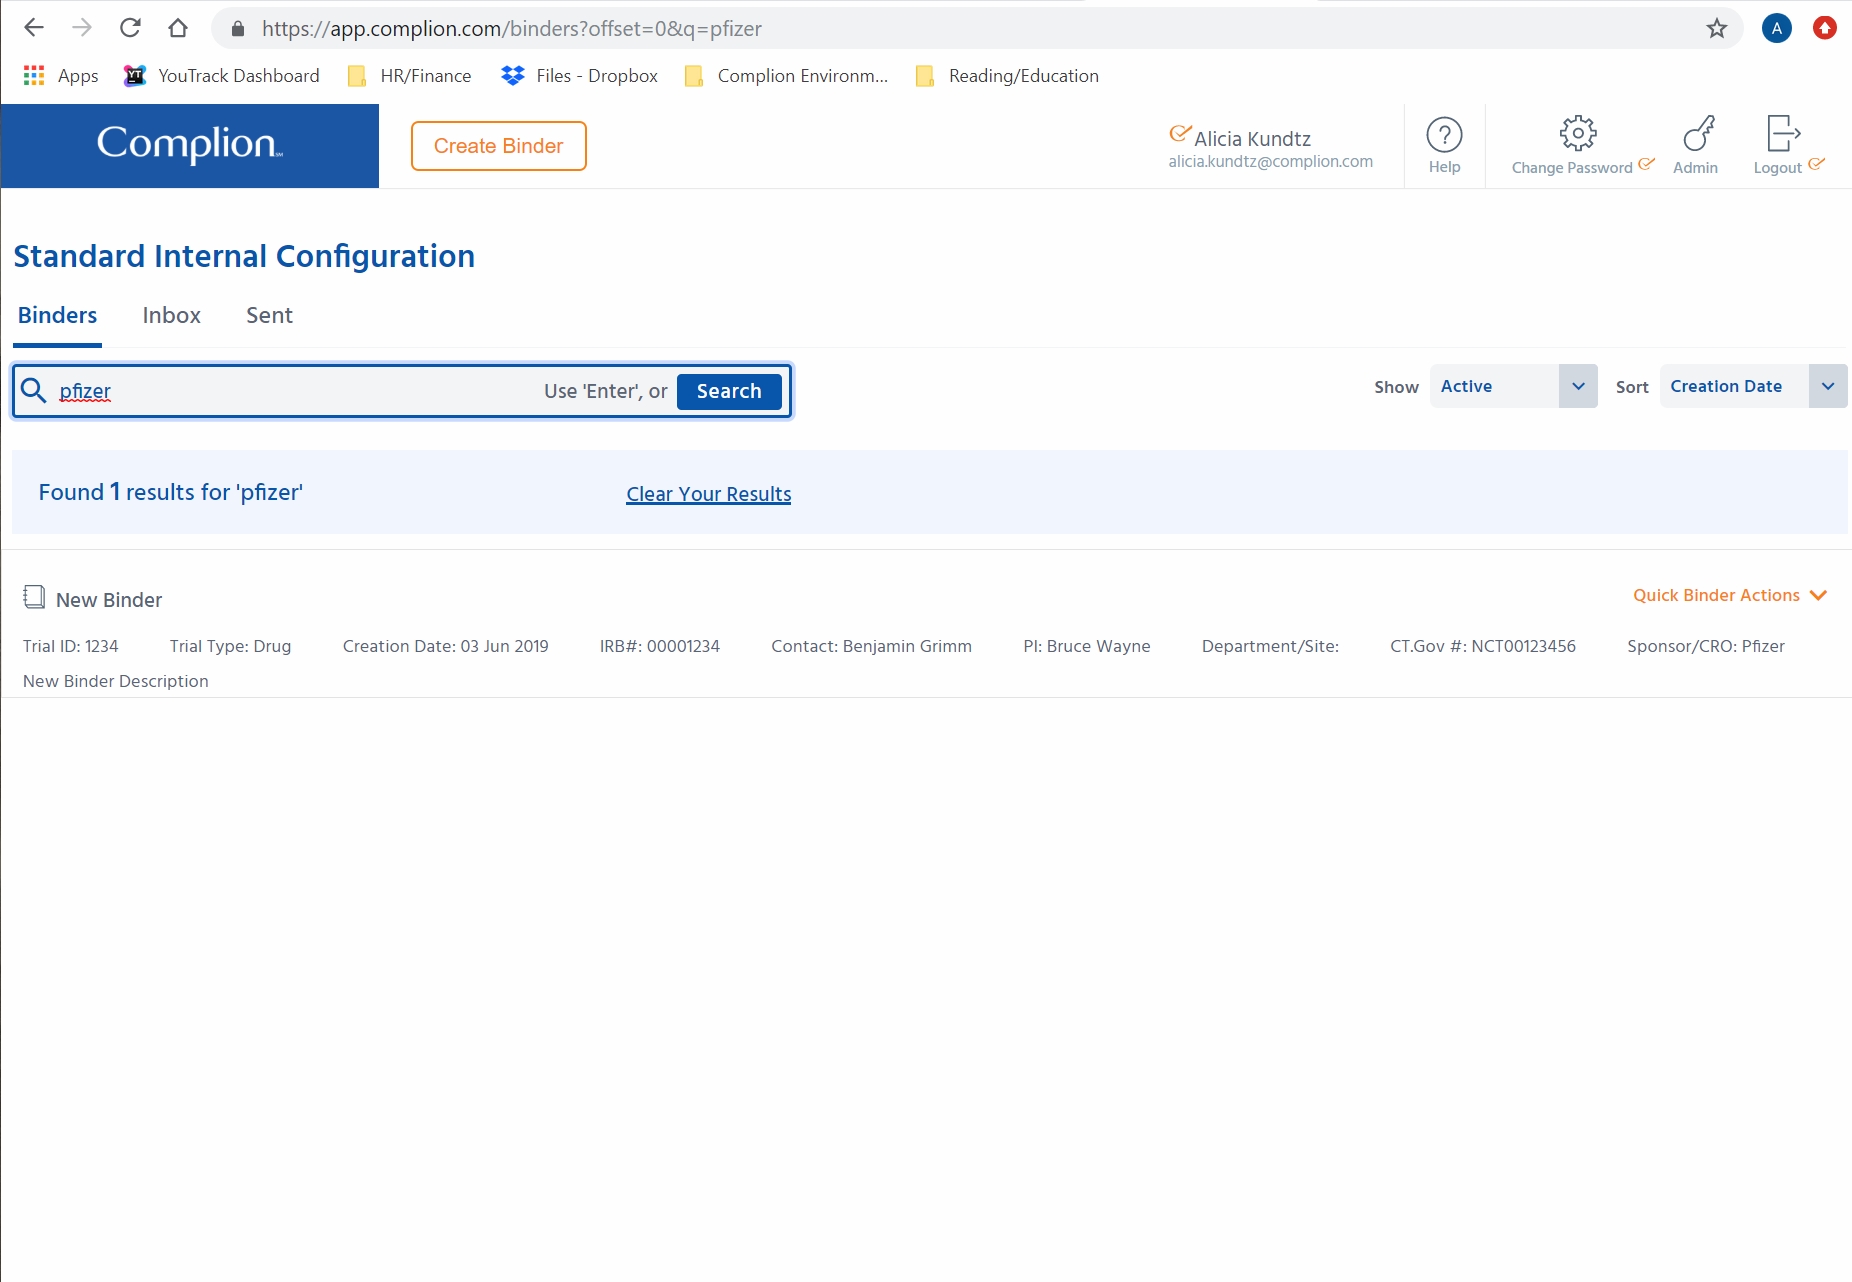 https://app.complion.com/binders?offset=0&q=pfizer
A
Apps YouTrack Dashboard HR/Finance Files - Dropbox Complion Environm... Reading/Education
Complion
Create Binder
Alicia Kundtz
alicia.kundtz@complion.com
Help
Change Password
Admin
Logout
Standard Internal Configuration
Binders Inbox Sent
pfizer Use 'Enter', or Search
Show Active Sort Creation Date
Found 1 results for 'pfizer' Clear Your Results
New Binder
Quick Binder Actions
Trial ID: 1234 Trial Type: Drug Creation Date: 03 Jun 2019 IRB#: 00001234 Contact: Benjamin Grimm PI: Bruce Wayne Department/Site: CT.Gov #: NCT00123456 Sponsor/CRO: Pfizer
New Binder Description